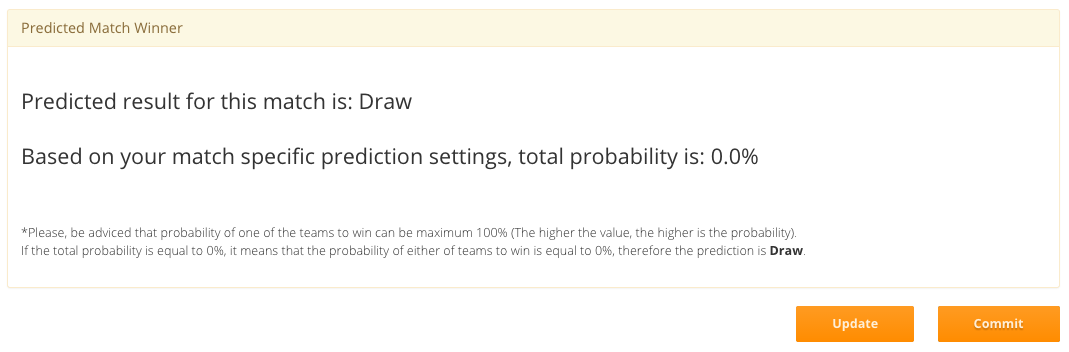 Predicted Match Winner
Predicted result for this match is: Draw
Based on your match specific prediction settings, total probability is: 0.0%
*Please, be adviced that probability of one of the teams to win can be maximum 100% (The higher the value, the higher is the probability).
If the total probability is equal to 0%, it means that the probability of either of teams to win is equal to 0%, therefore the prediction is Draw.
Update
Commit